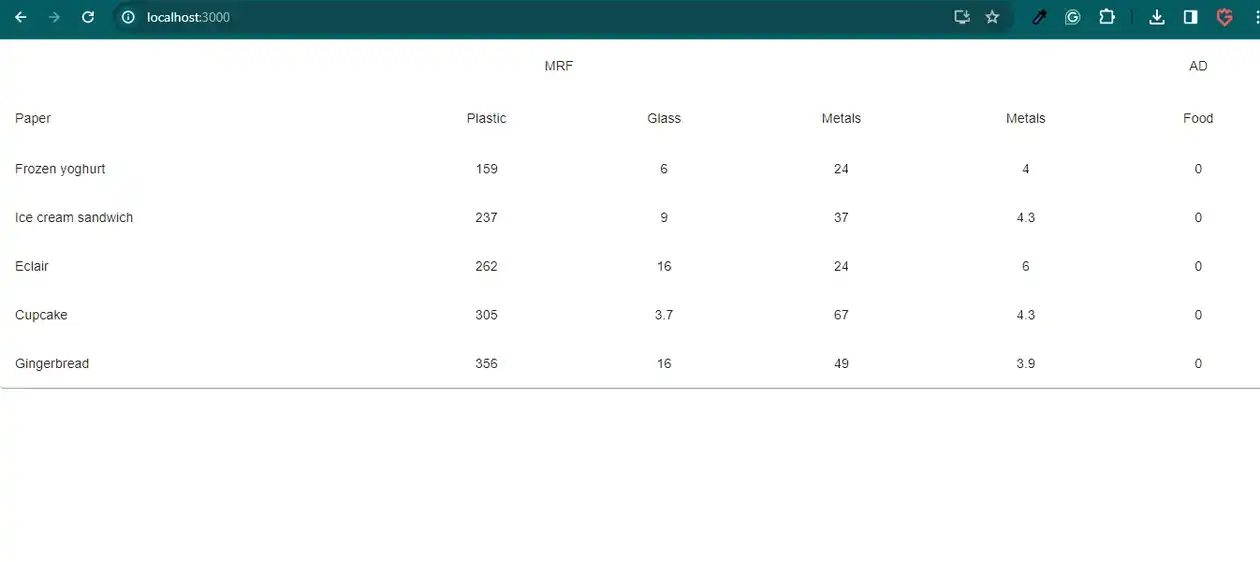 localhost:3000
MRF AD
Paper Plastic Glass Metals Metals Food
Frozen yoghurt 159 6 24 4 0
Ice cream sandwich 237 9 37 4.3 0
Eclair 262 16 24 6 0
Cupcake 305 3.7 67 4.3 0
Gingerbread 356 16 49 3.9 0